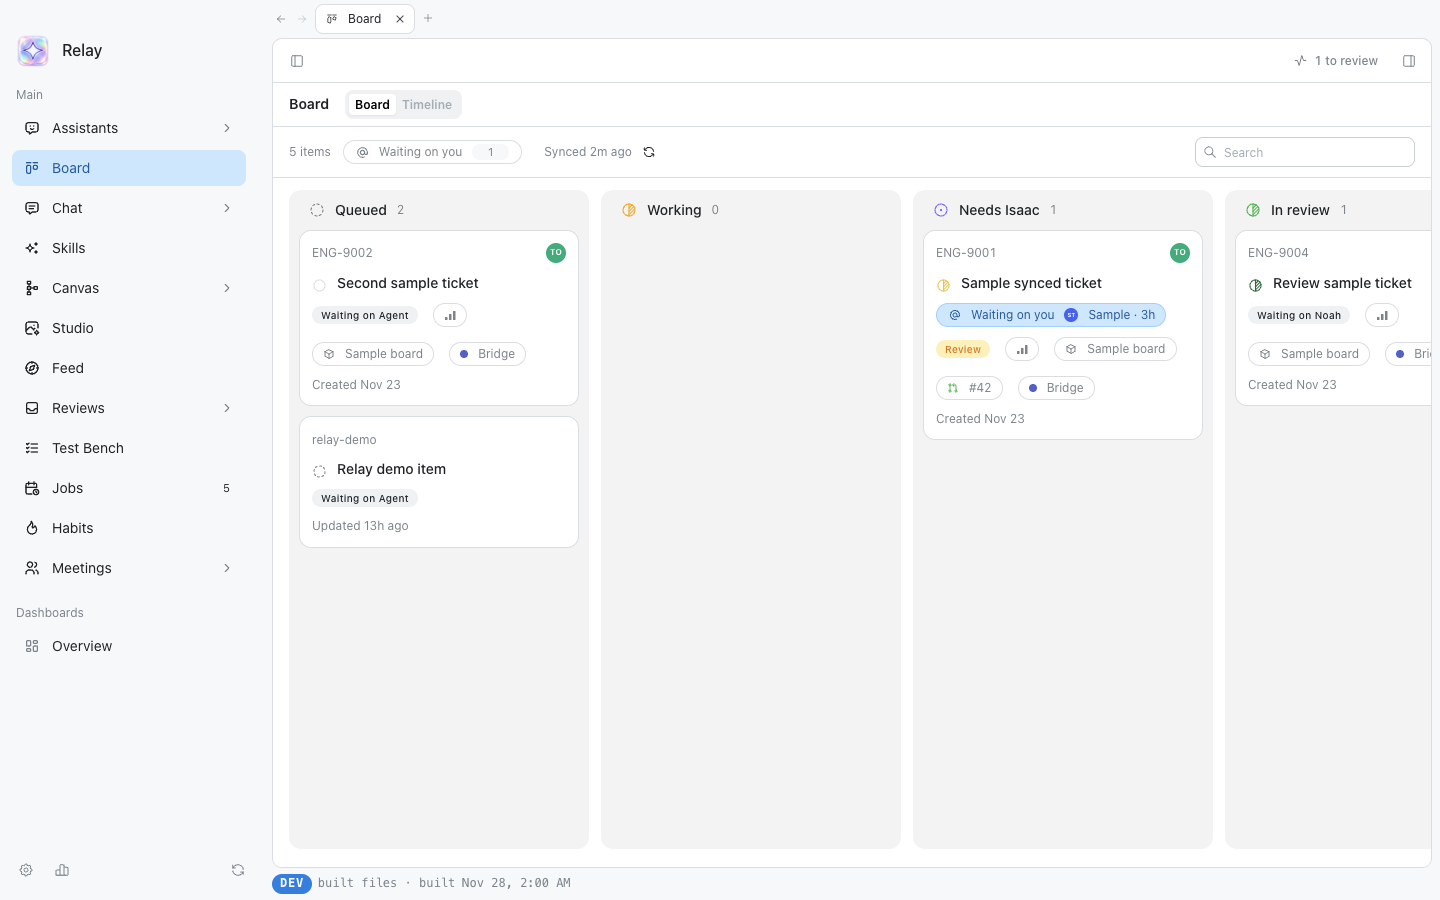 Board
Relay
1 to review
Main
Board
Board
Timeline
Assistants
5 items
Waiting on you
1
Synced 2m ago
Search
Board
Chat
Skills
Canvas
Studio
Feed
Reviews
Test Bench
Jobs
5
Habits
Meetings
Dashboards
Overview
Queued
2
ENG-9002
TO
Second sample ticket
Waiting on Agent
Sample board
Bridge
Created Nov 23
relay-demo
Relay demo item
Waiting on Agent
Updated 13h ago
Working
0
Needs Isaac
1
ENG-9001
TO
Sample synced ticket
Waiting on you
ST
Sample · 3h
Review
Sample board
#42
Bridge
Created Nov 23
In review
1
ENG-9004
Review sample ticket
Waiting on Noah
Sample board
Bri
Created Nov 23
DEV
built files · built Nov 28, 2:00 AM